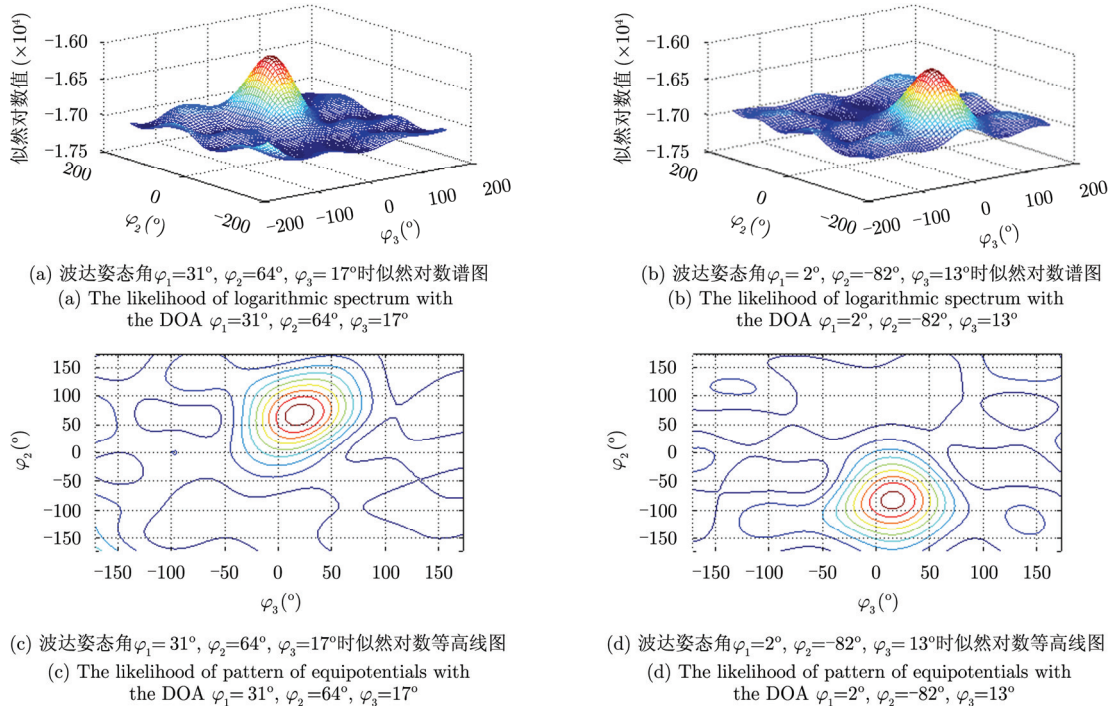 −1.60
−1.65
−1.70
−1.75
似然对数值 (×10⁴)
200
0
−200
φ₂(°)
−200
−100
0
100
200
φ₃(°)
(a) 波达姿态角φ₁=31°, φ₂=64°, φ₃= 17°时似然对数谱图
(a) The likelihood of logarithmic spectrum with
the DOA φ₁=31°, φ₂=64°, φ₃=17°
−1.60
−1.65
−1.70
−1.75
似然对数值 (×10⁴)
200
0
−200
φ₂(°)
−200
−100
0
100
200
φ₃(°)
(b) 波达姿态角φ₁= 2°, φ₂=−82°, φ₃=13°时似然对数谱图
(b) The likelihood of logarithmic spectrum with
the DOA φ₁=2°, φ₂=−82°, φ₃=13°
150
100
50
0
−50
−100
−150
φ₂(°)
−150 −100 −50 0 50 100 150
φ₃(°)
(c) 波达姿态角φ₁= 31°, φ₂=64°, φ₃=17°时似然对数等高线图
(c) The likelihood of pattern of equipotentials with
the DOA φ₁= 31°, φ₂=64°, φ₃=17°
150
100
50
0
−50
−100
−150
φ₂(°)
−150 −100 −50 0 50 100 150
φ₃(°)
(d) 波达姿态角φ₁=2°, φ₂=−82°, φ₃= 13°时似然对数等高线图
(d) The likelihood of pattern of equipotentials with
the DOA φ₁=2°, φ₂=−82°, φ₃=13°